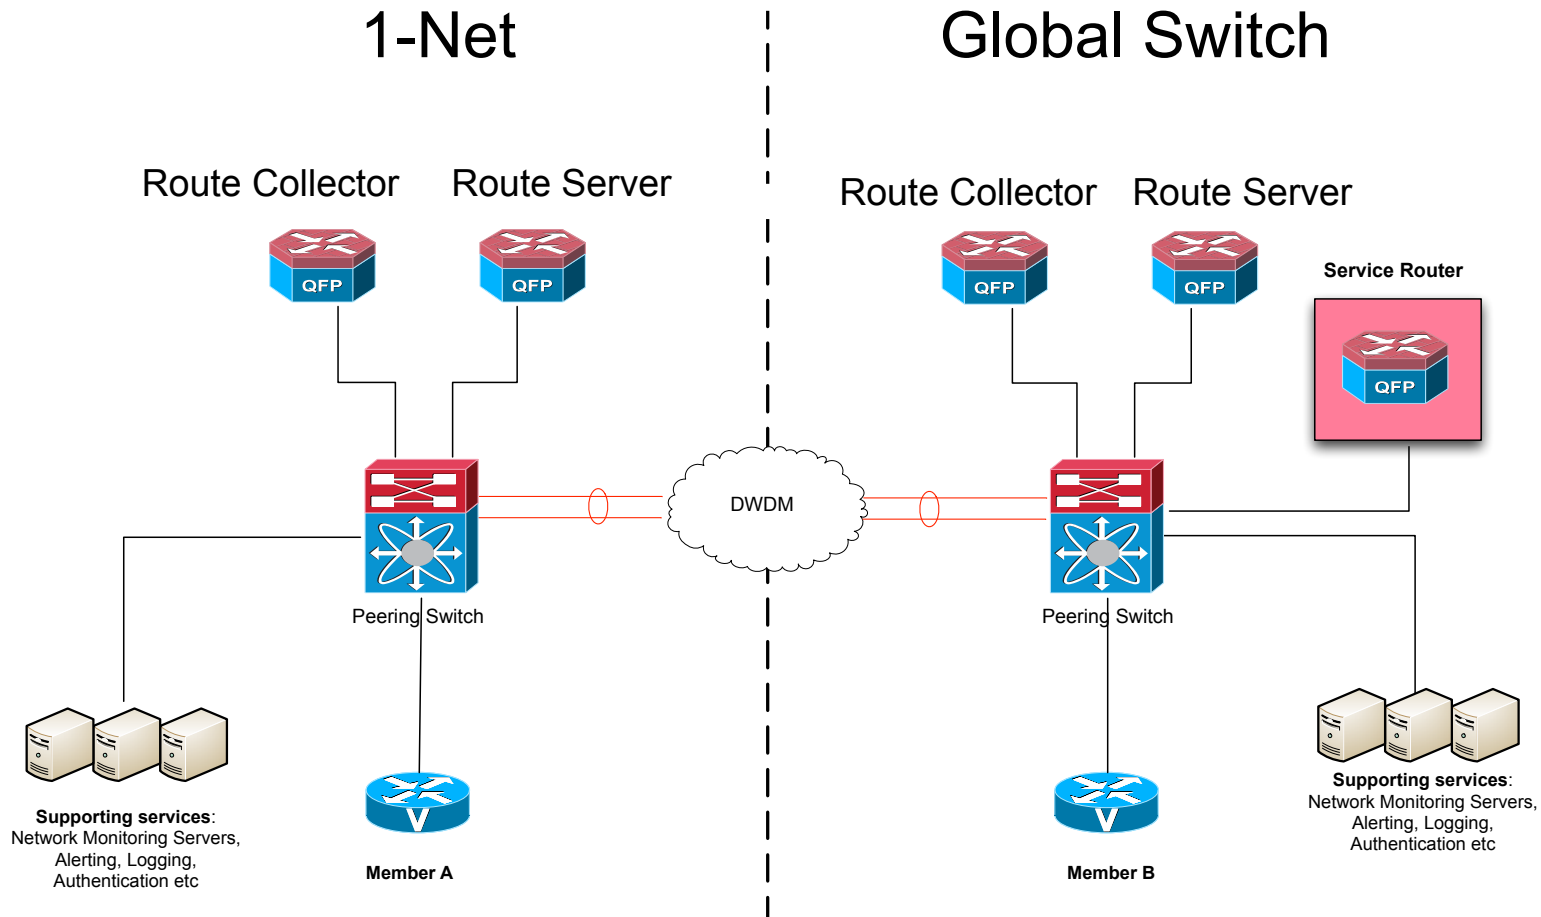 1-Net
Global Switch
Route Collector
Route Server
Route Collector
Route Server
QFP
QFP
QFP
QFP
Service Router
QFP
DWDM
Peering Switch
Peering Switch
Supporting services:
Network Monitoring Servers,
Alerting, Logging,
Authentication etc
V
Member A
V
Member B
Supporting services:
Network Monitoring Servers,
Alerting, Logging,
Authentication etc